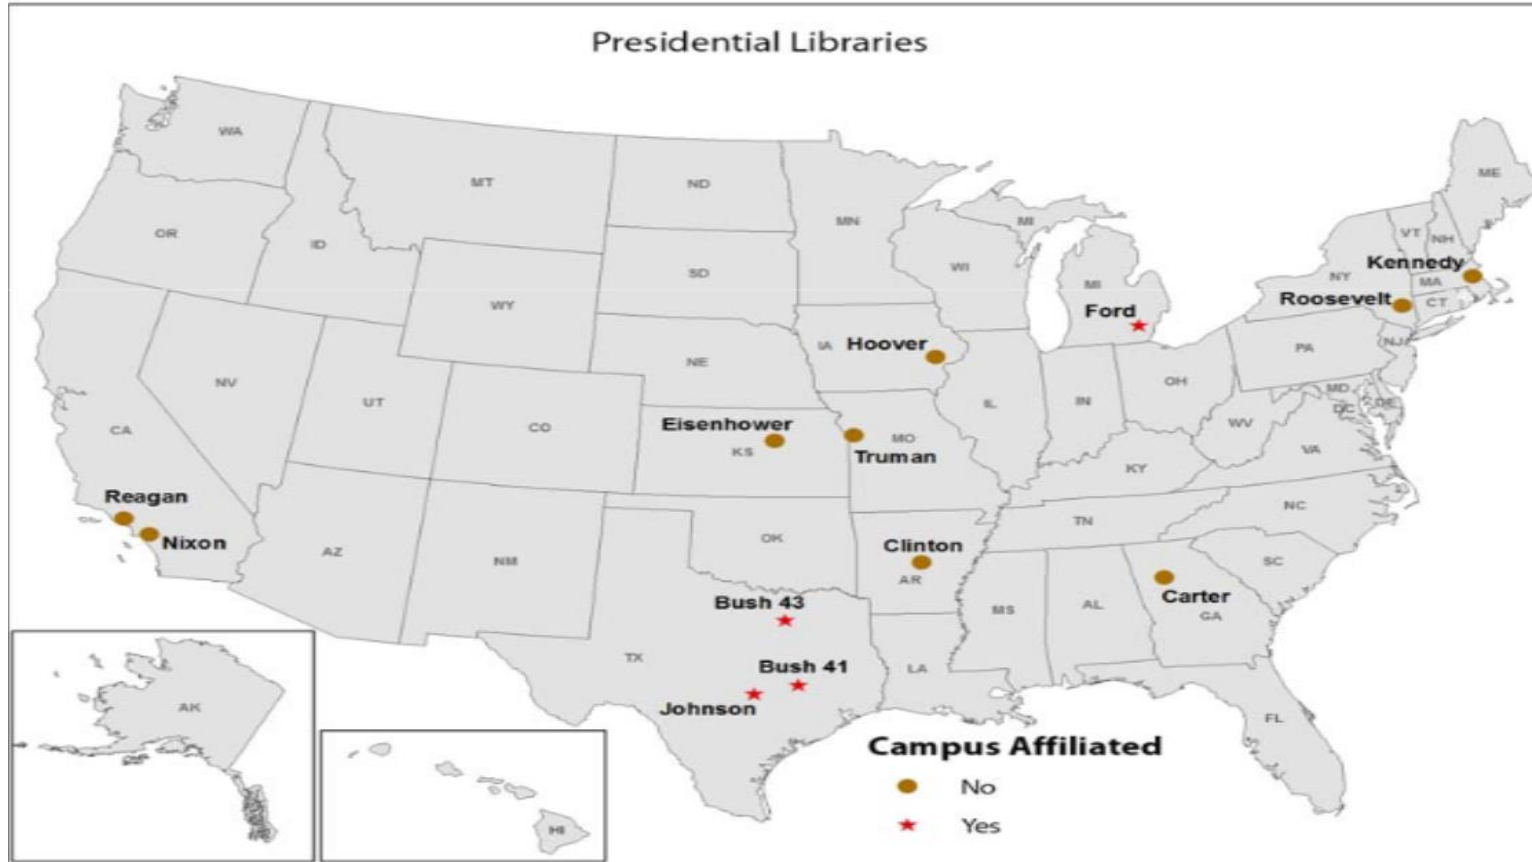 Presidential Libraries
WA
MT
ND
MN
ME
OR
ID
SD
WI
MI
MI
VT
NH
NY
Kennedy
MA
Roosevelt
CT
WY
Ford
IA
Hoover
PA
NJ
NV
UT
CO
NE
IL
IN
OH
MD
DE
DC
WV
VA
CA
Eisenhower
KS
MO
Truman
KY
Reagan
Nixon
AZ
NM
OK
Clinton
AR
TN
NC
SC
Carter
GA
MS
AL
Bush 43
TX
Bush 41
Johnson
LA
FL
AK
HI
Campus Affiliated
No
Yes